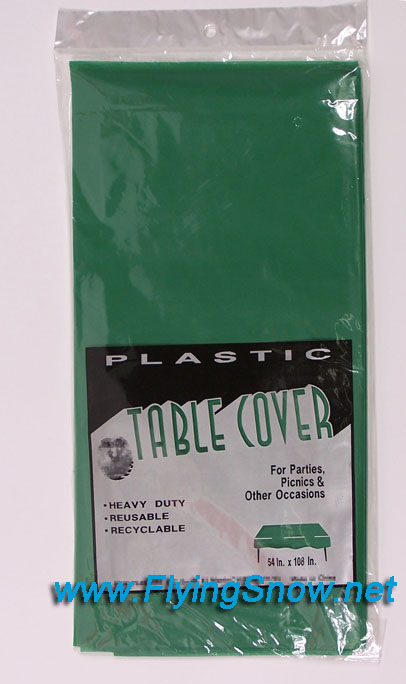 PLASTIC
TABLE COVER
For Parties,
Picnics &
Other Occasions
• HEAVY DUTY
• REUSABLE
• RECYCLABLE
54 In. x 108 In.
www.FlyingSnow.net